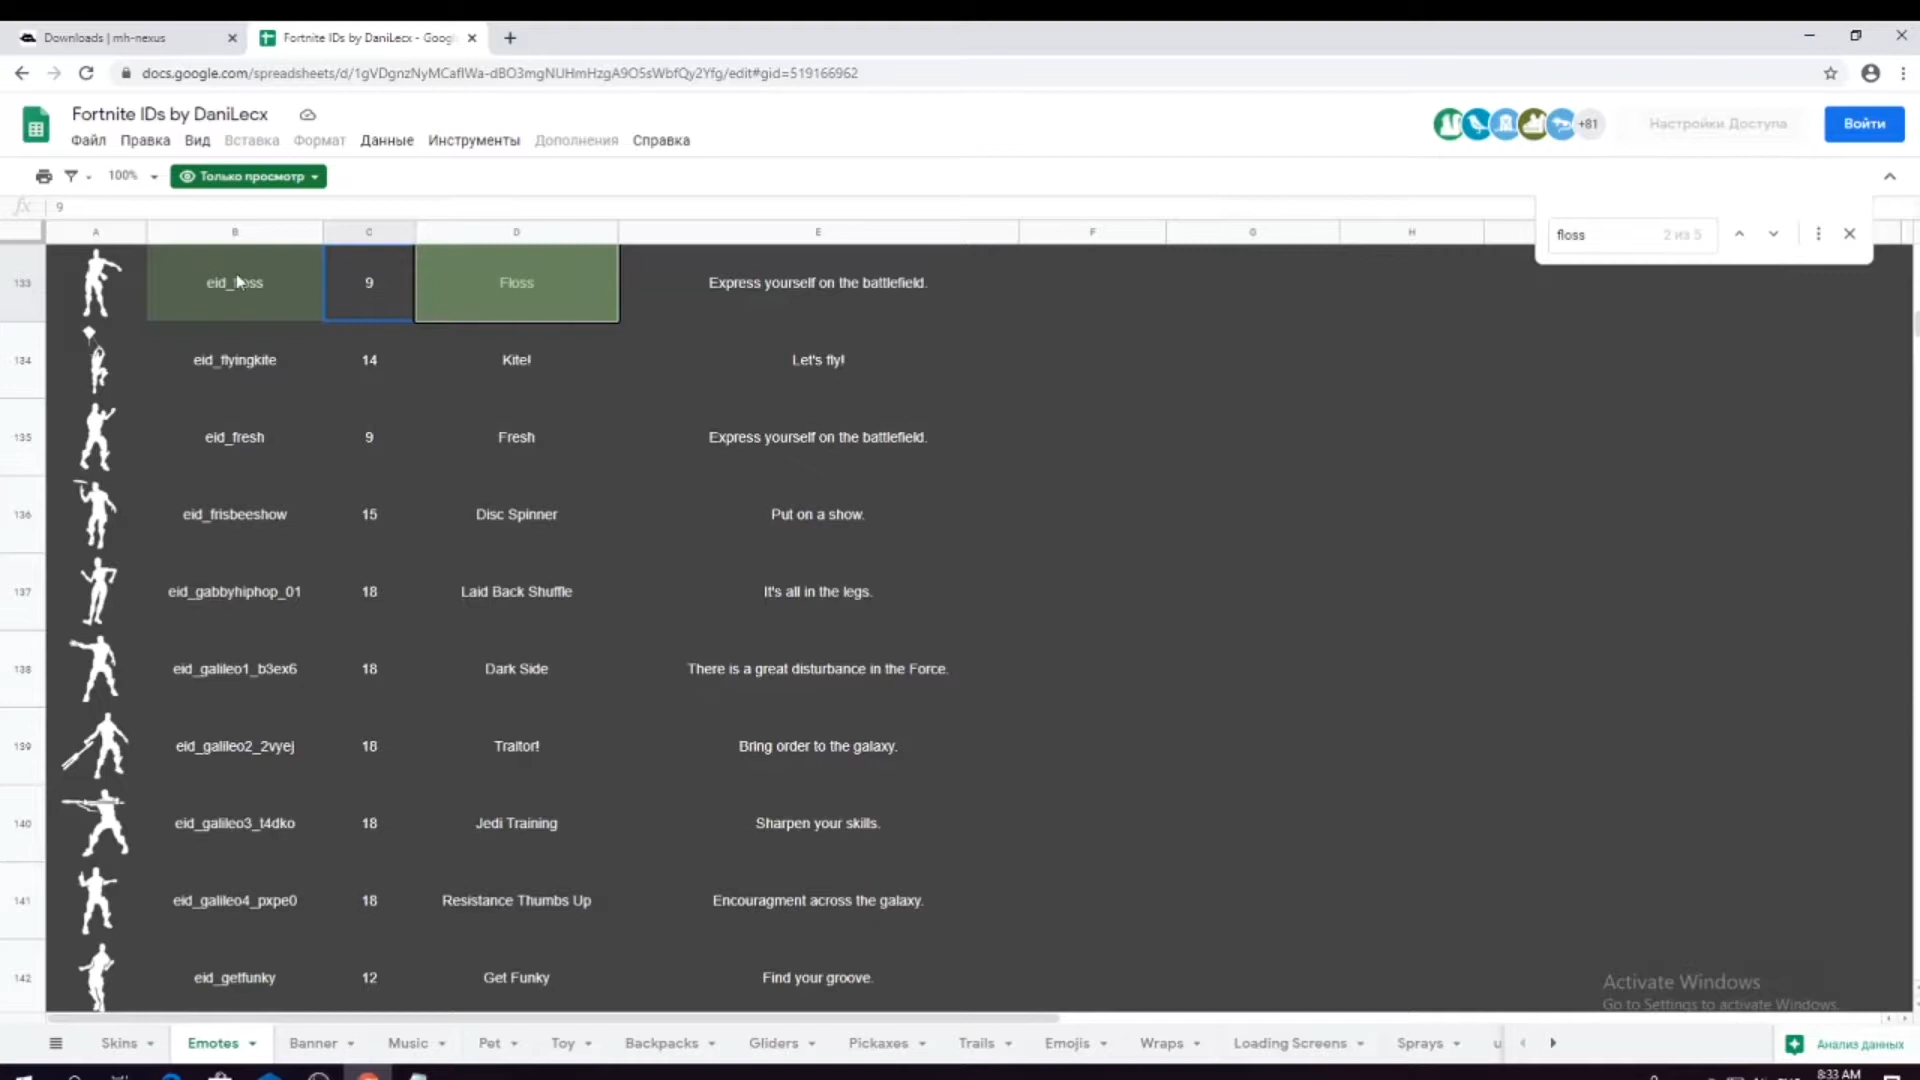 Downloads | mh-nexus
Fortnite IDs by DaniLecx - Goog
docs.google.com/spreadsheets/d/1gVDgnzNyMCaflWa-dBO3mgNUHmHzgA9O5sWbfQy2Yfg/edit#gid=519166962
Fortnite IDs by DaniLecx
+81
Настройки Доступа
Войти
Файл Правка Вид Вставка Формат Данные Инструменты Дополнения Справка
100% Только просмотр
fx 9
floss 2 из 5
A B C D E F G H
133 eid_floss 9 Floss Express yourself on the battlefield.
134 eid_flyingkite 14 Kite! Let's fly!
135 eid_fresh 9 Fresh Express yourself on the battlefield.
136 eid_frisbeeshow 15 Disc Spinner Put on a show.
137 eid_gabbyhiphop_01 18 Laid Back Shuffle It's all in the legs.
138 eid_galileo1_b3ex6 18 Dark Side There is a great disturbance in the Force.
139 eid_galileo2_2vyej 18 Traitor! Bring order to the galaxy.
140 eid_galileo3_t4dko 18 Jedi Training Sharpen your skills.
141 eid_galileo4_pxpe0 18 Resistance Thumbs Up Encouragment across the galaxy.
142 eid_getfunky 12 Get Funky Find your groove.
Activate Windows
Go to Settings to activate Windows.
Skins Emotes Banner Music Pet Toy Backpacks Gliders Pickaxes Trails Emojis Wraps Loading Screens Sprays
Анализ данных
8:33 AM